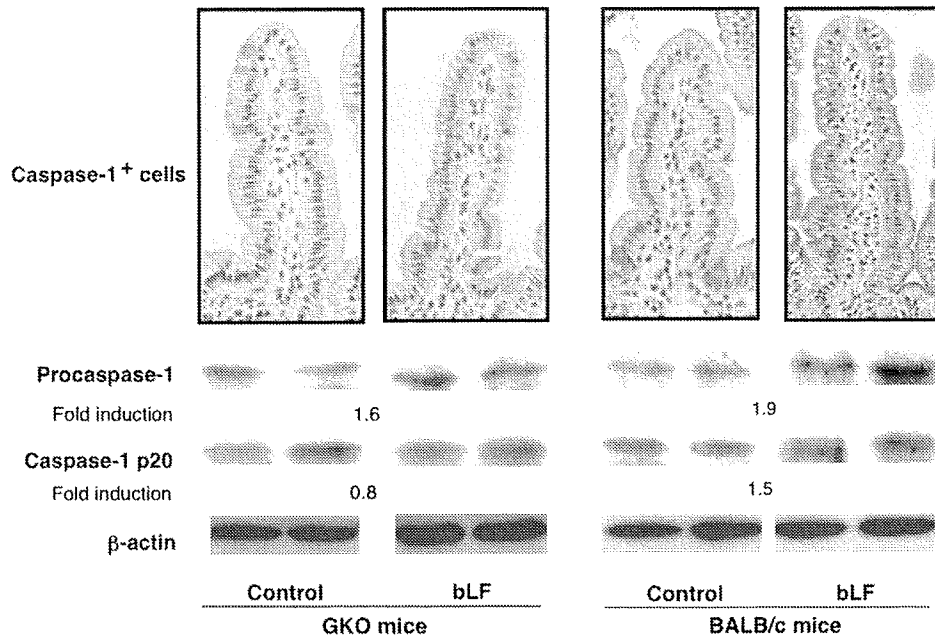 Caspase-1+ cells
Procaspase-1
Fold induction
1.6
1.9
Caspase-1 p20
Fold induction
0.8
1.5
β-actin
Control bLF Control bLF
GKO mice BALB/c mice